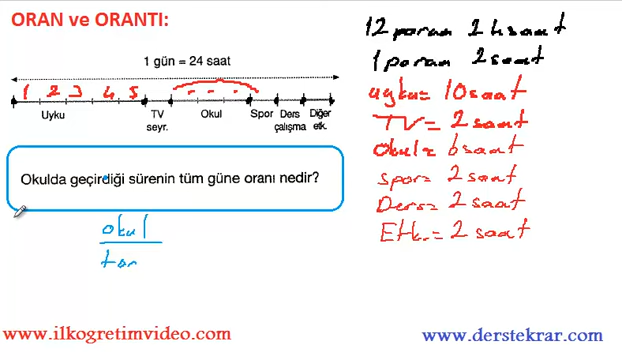 ORAN ve ORANTI:
1 gün = 24 saat
1 2 3 4 5
Uyku TV seyr. Okul Spor Ders çalışma Diğer etk.
Okulda geçirdiği sürenin tüm güne oranı nedir?
okul
12 parça 24 saat
1 parça 2 saat
uyku = 10 saat
TV = 2 saat
okul = 6 saat
spor = 2 saat
Ders = 2 saat
Etk. = 2 saat
www.ilkogretimvideo.com
www.derstekrar.com